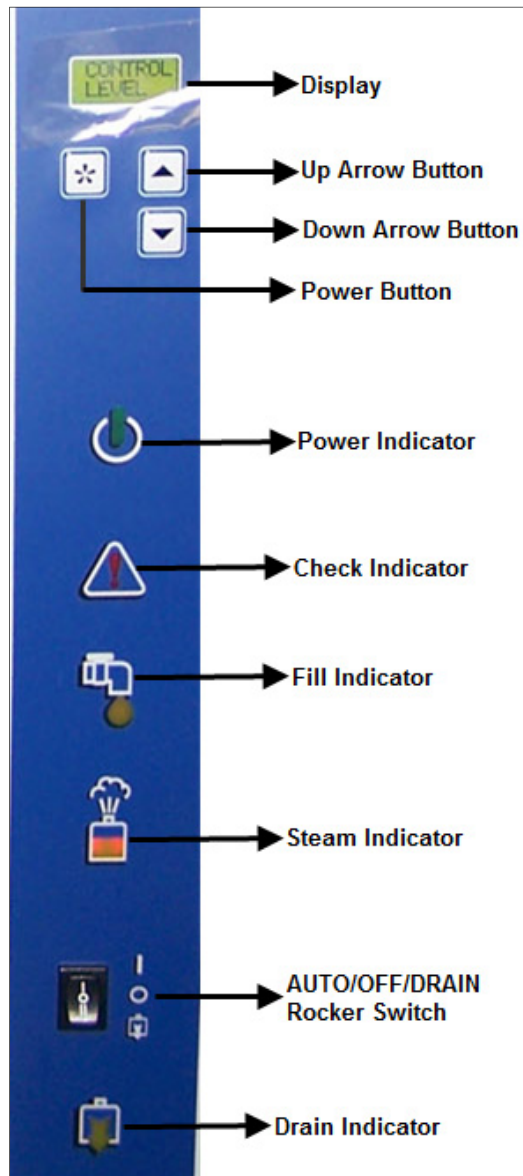 CONTROL
LEVEL
Display
Up Arrow Button
Down Arrow Button
Power Button
Power Indicator
Check Indicator
Fill Indicator
Steam Indicator
AUTO/OFF/DRAIN
Rocker Switch
Drain Indicator